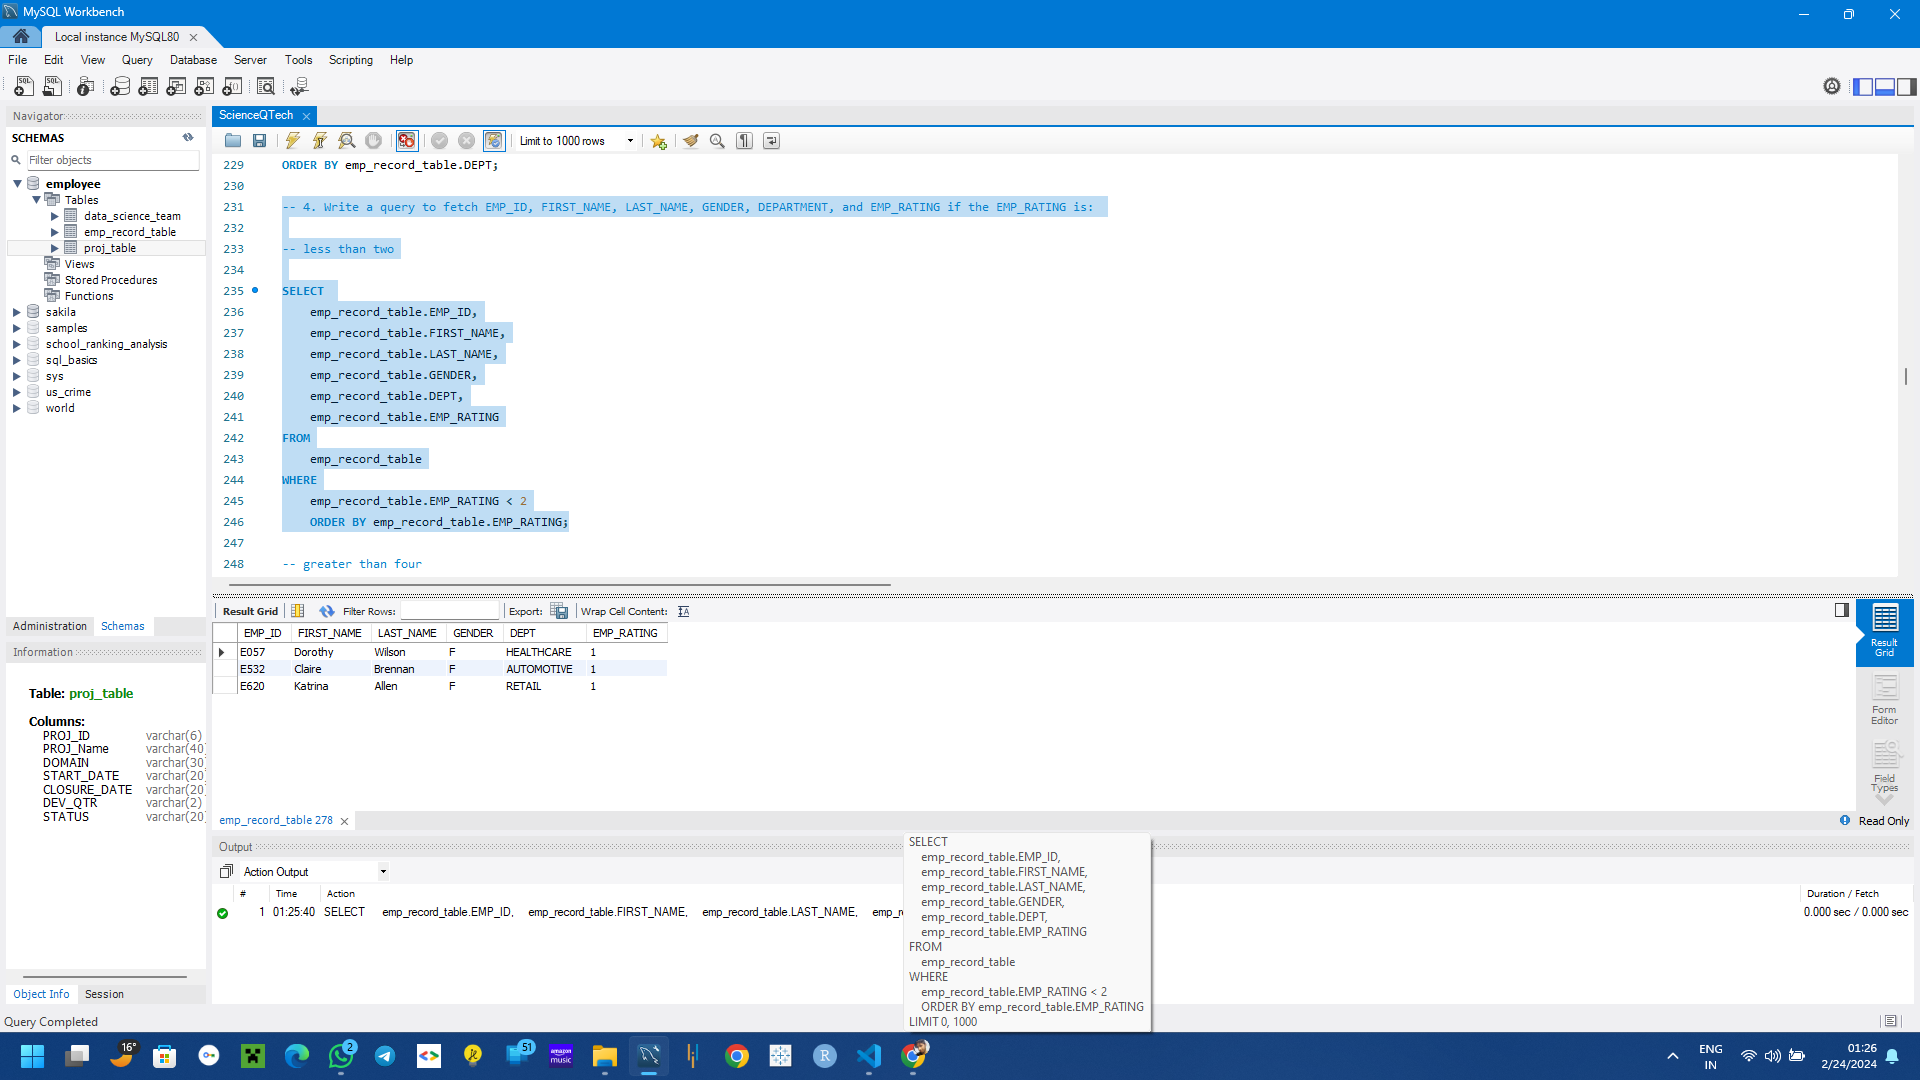 MySQL Workbench
Local instance MySQL80
File Edit View Query Database Server Tools Scripting Help
Navigator
SCHEMAS
Filter objects
employee
Tables
data_science_team
emp_record_table
proj_table
Views
Stored Procedures
Functions
sakila
samples
school_ranking_analysis
sql_basics
sys
us_crime
world
Administration Schemas
Information
Table: proj_table
Columns:
PROJ_ID varchar(6)
PROJ_Name varchar(40)
DOMAIN varchar(30)
START_DATE varchar(20)
CLOSURE_DATE varchar(20)
DEV_QTR varchar(2)
STATUS varchar(20)
Object Info Session
Query Completed
ScienceQTech
Limit to 1000 rows
229 ORDER BY emp_record_table.DEPT;
230
231 -- 4. Write a query to fetch EMP_ID, FIRST_NAME, LAST_NAME, GENDER, DEPARTMENT, and EMP_RATING if the EMP_RATING is:
232
233 -- less than two
234
235 SELECT
236 emp_record_table.EMP_ID,
237 emp_record_table.FIRST_NAME,
238 emp_record_table.LAST_NAME,
239 emp_record_table.GENDER,
240 emp_record_table.DEPT,
241 emp_record_table.EMP_RATING
242 FROM
243 emp_record_table
244 WHERE
245 emp_record_table.EMP_RATING < 2
246 ORDER BY emp_record_table.EMP_RATING;
247
248 -- greater than four
Result Grid Filter Rows: Export: Wrap Cell Content:
EMP_ID FIRST_NAME LAST_NAME GENDER DEPT EMP_RATING
E057 Dorothy Wilson F HEALTHCARE 1
E532 Claire Brennan F AUTOMOTIVE 1
E620 Katrina Allen F RETAIL 1
Result Grid
Form Editor
Field Types
emp_record_table 278
Read Only
Output
Action Output
# Time Action Duration / Fetch
1 01:25:40 SELECT emp_record_table.EMP_ID, emp_record_table.FIRST_NAME, emp_record_table.LAST_NAME, 0.000 sec / 0.000 sec
SELECT
emp_record_table.EMP_ID,
emp_record_table.FIRST_NAME,
emp_record_table.LAST_NAME,
emp_record_table.GENDER,
emp_record_table.DEPT,
emp_record_table.EMP_RATING
FROM
emp_record_table
WHERE
emp_record_table.EMP_RATING < 2
ORDER BY emp_record_table.EMP_RATING
LIMIT 0, 1000
16°
2
51
amazon music
R
ENG
IN
01:26
2/24/2024